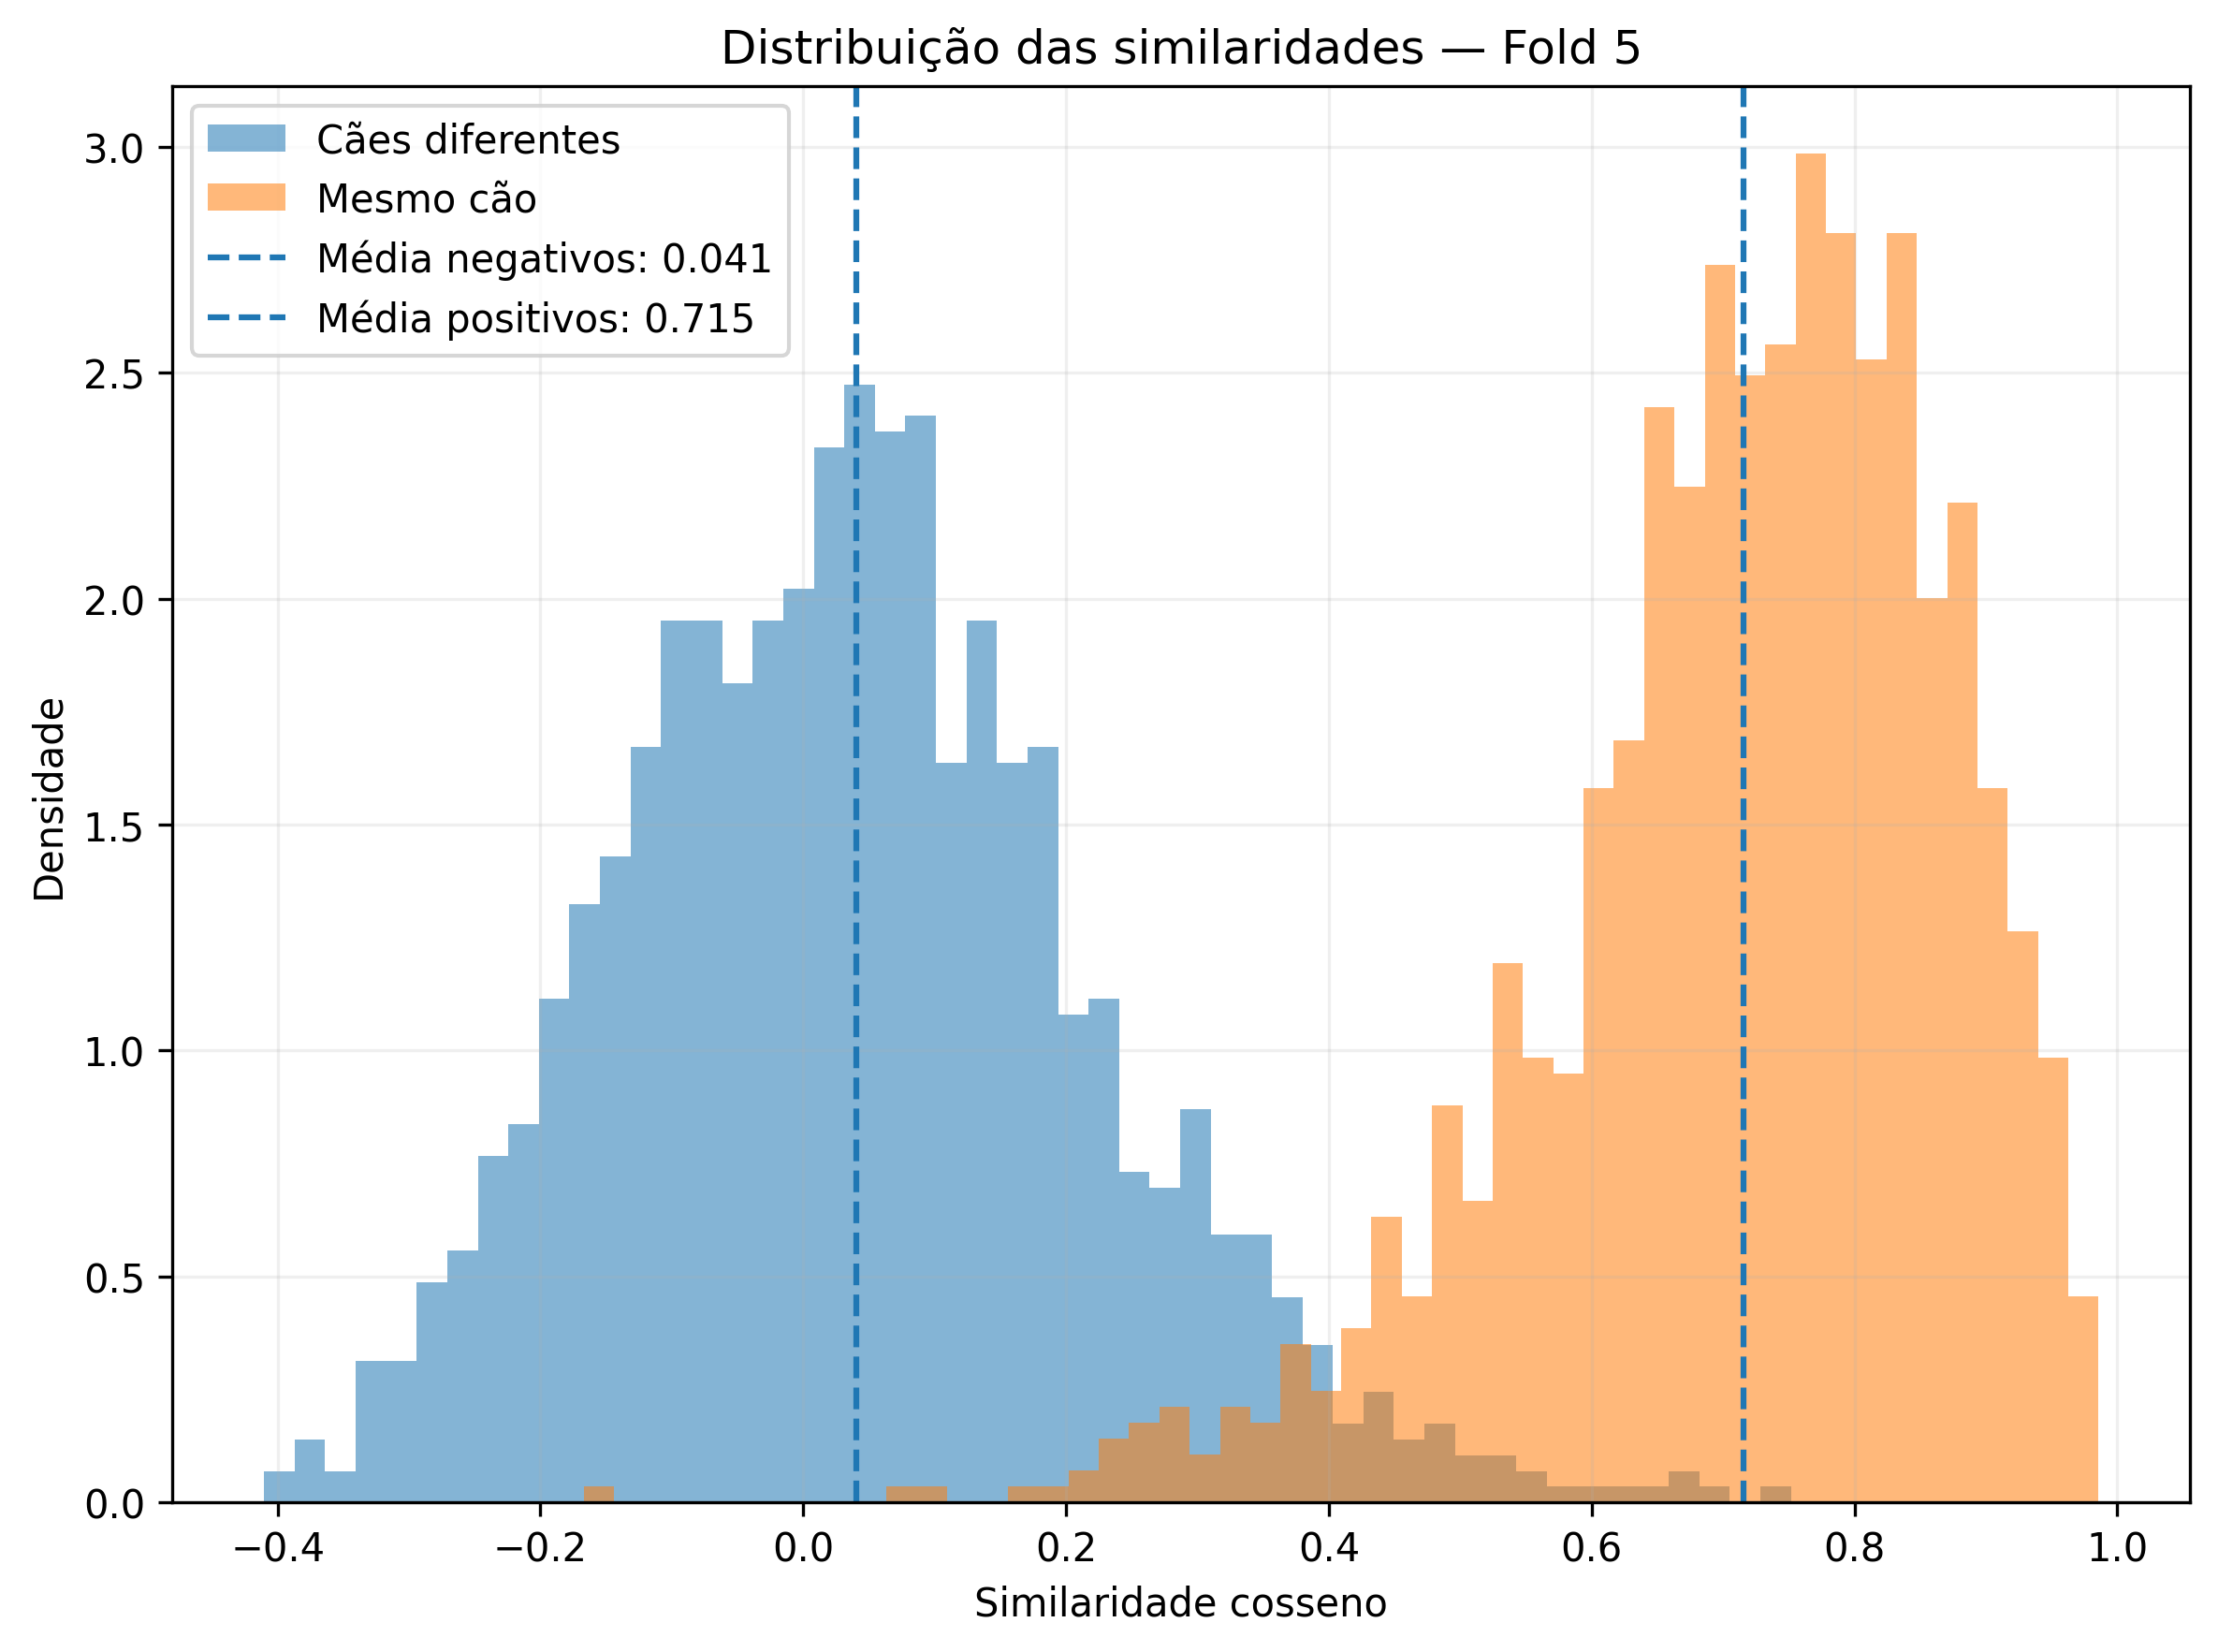 Distribuição das similaridades — Fold 5
Cães diferentes
Mesmo cão
Média negativos: 0.041
Média positivos: 0.715
3.0
2.5
2.0
1.5
1.0
0.5
0.0
Densidade
−0.4 −0.2 0.0 0.2 0.4 0.6 0.8 1.0
Similaridade cosseno